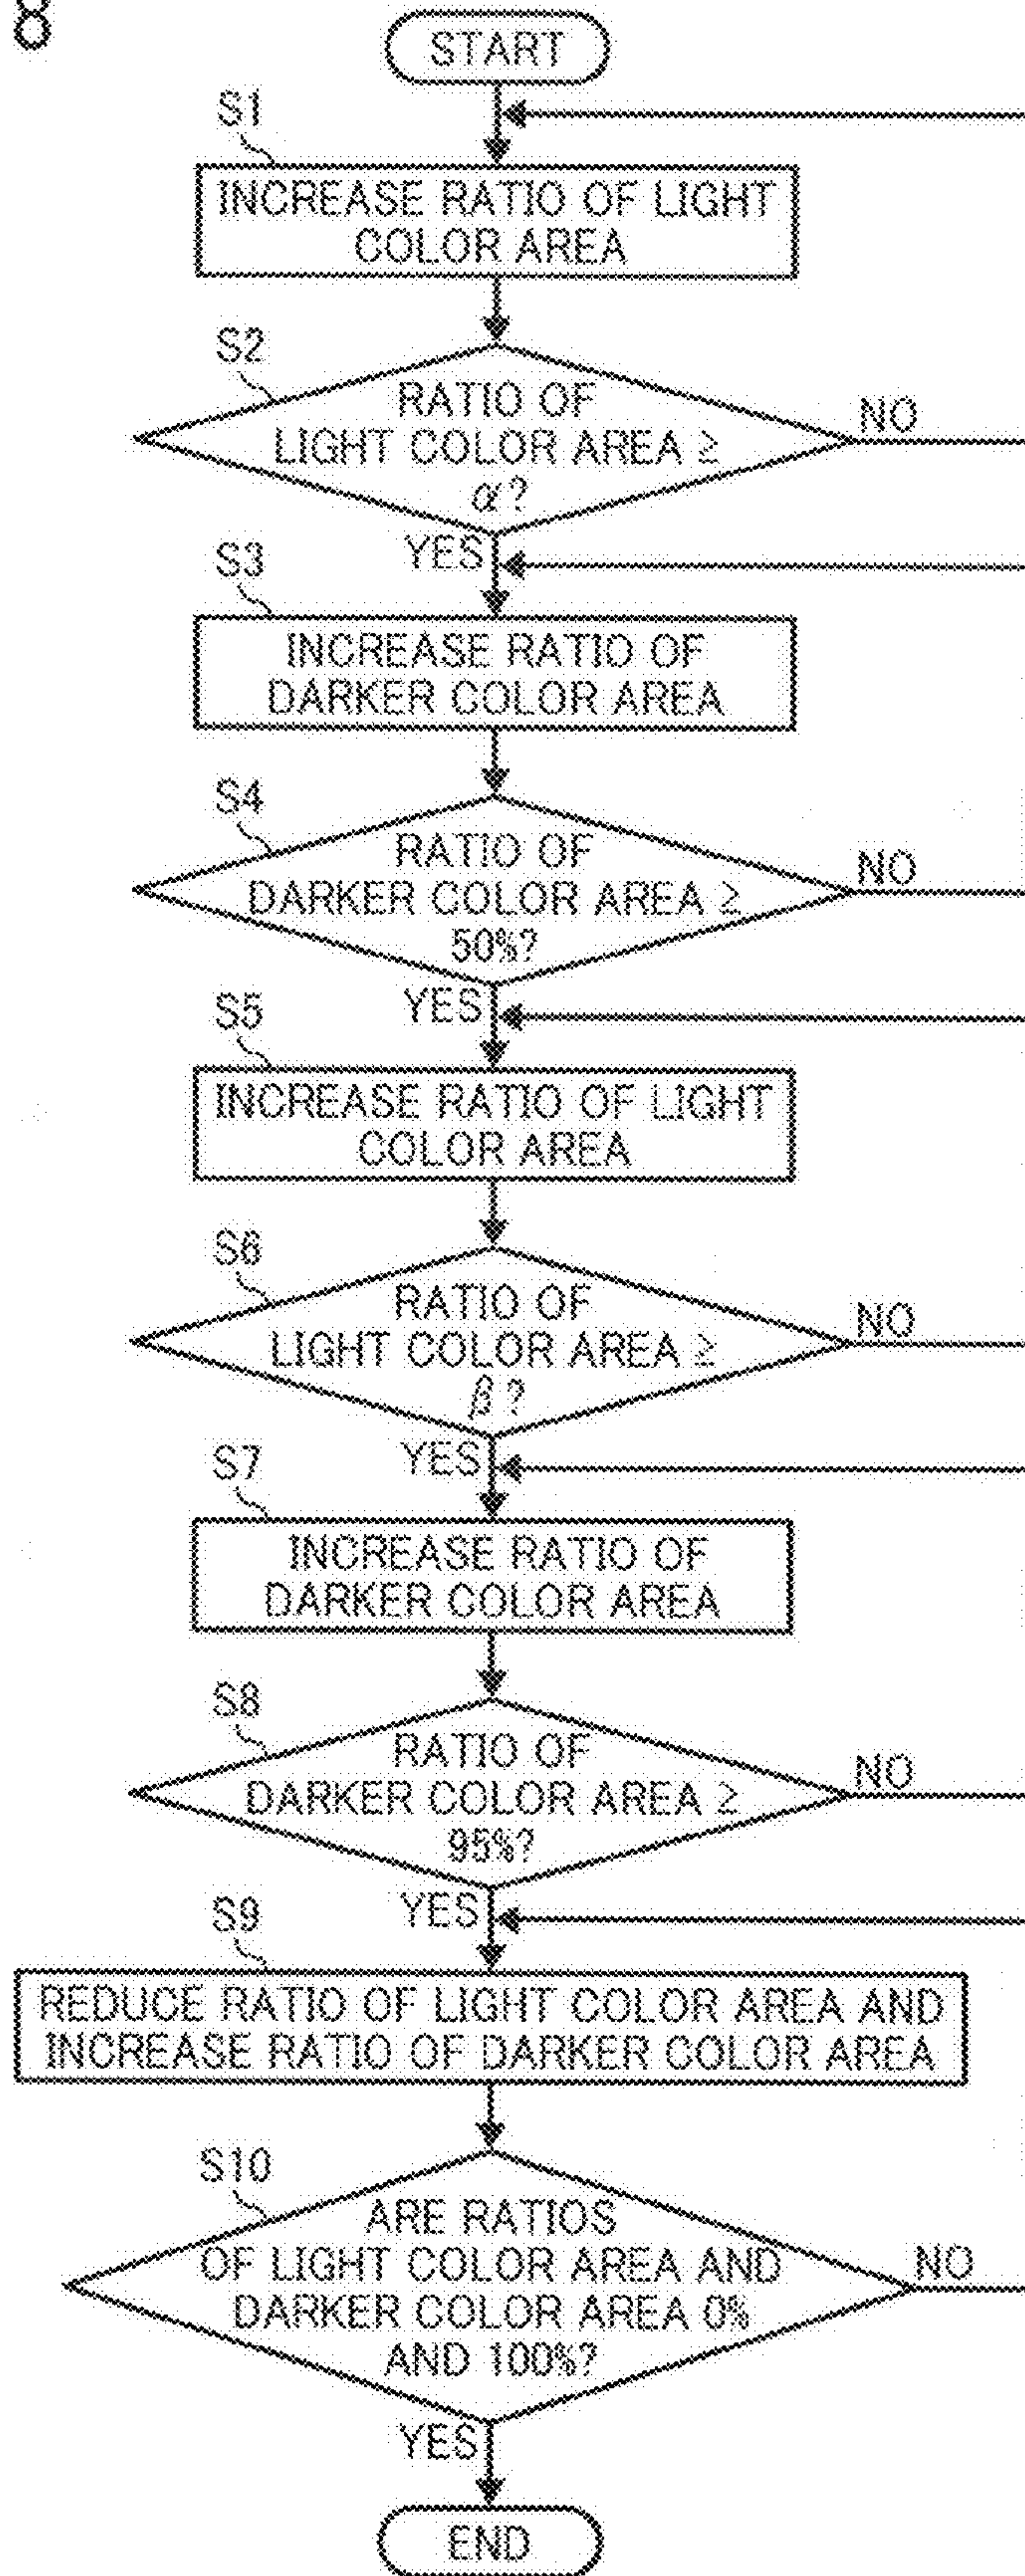 8
START
S1
INCREASE RATIO OF LIGHT
COLOR AREA
S2
RATIO OF
LIGHT COLOR AREA ≥
α?
NO
YES
S3
INCREASE RATIO OF
DARKER COLOR AREA
S4
RATIO OF
DARKER COLOR AREA ≥
50%?
NO
YES
S5
INCREASE RATIO OF LIGHT
COLOR AREA
S6
RATIO OF
LIGHT COLOR AREA ≥
β?
NO
YES
S7
INCREASE RATIO OF
DARKER COLOR AREA
S8
RATIO OF
DARKER COLOR AREA ≥
95%?
NO
YES
S9
REDUCE RATIO OF LIGHT COLOR AREA AND
INCREASE RATIO OF DARKER COLOR AREA
S10
ARE RATIOS
OF LIGHT COLOR AREA AND
DARKER COLOR AREA 0%
AND 100%?
NO
YES
END